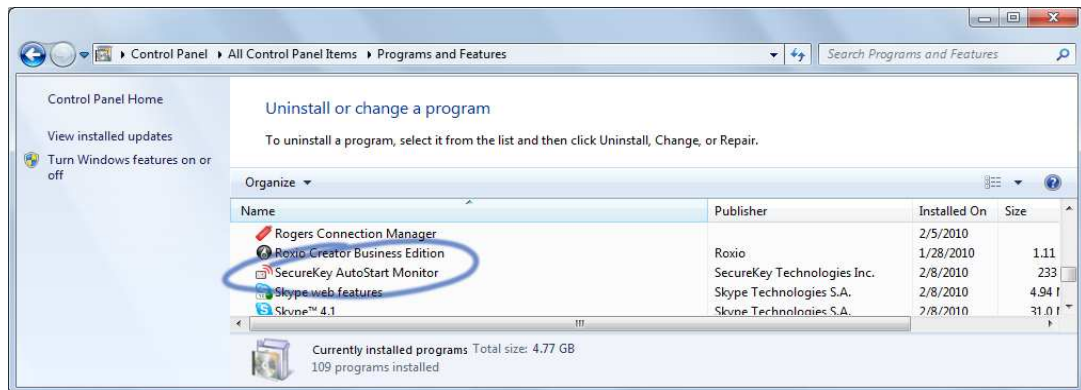 Control Panel All Control Panel Items Programs and Features Search Programs and Features
Control Panel Home
View installed updates
Turn Windows features on or
off
Uninstall or change a program
To uninstall a program, select it from the list and then click Uninstall, Change, or Repair.
Organize
Name Publisher Installed On Size
Rogers Connection Manager 2/5/2010
Roxio Creator Business Edition Roxio 1/28/2010 1.11
SecureKey AutoStart Monitor SecureKey Technologies Inc. 2/8/2010 233
Skype web features Skype Technologies S.A. 2/8/2010 4.94
Skype™ 4.1 Skype Technologies S.A. 2/8/2010 31.0
Currently installed programs Total size: 4.77 GB
109 programs installed